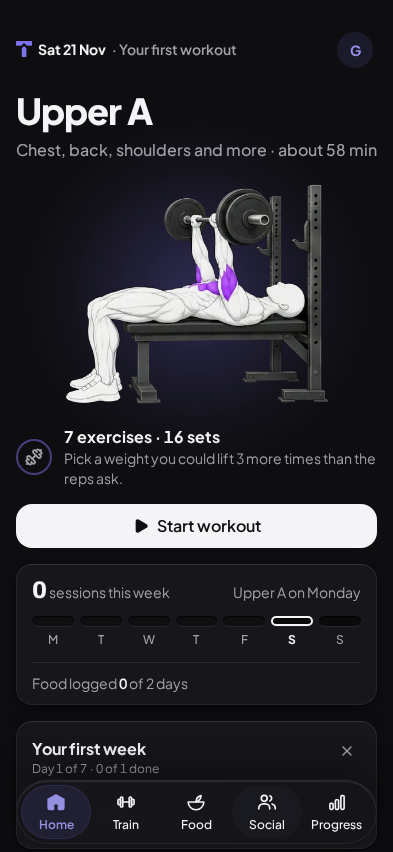 Sat 21 Nov · Your first workout
G
Upper A
Chest, back, shoulders and more · about 58 min
7 exercises · 16 sets
Pick a weight you could lift 3 more times than the
reps ask.
Start workout
0 sessions this week
Upper A on Monday
M T W T F S S
Food logged 0 of 2 days
Your first week
Day 1 of 7 · 0 of 1 done
Home Train Food Social Progress